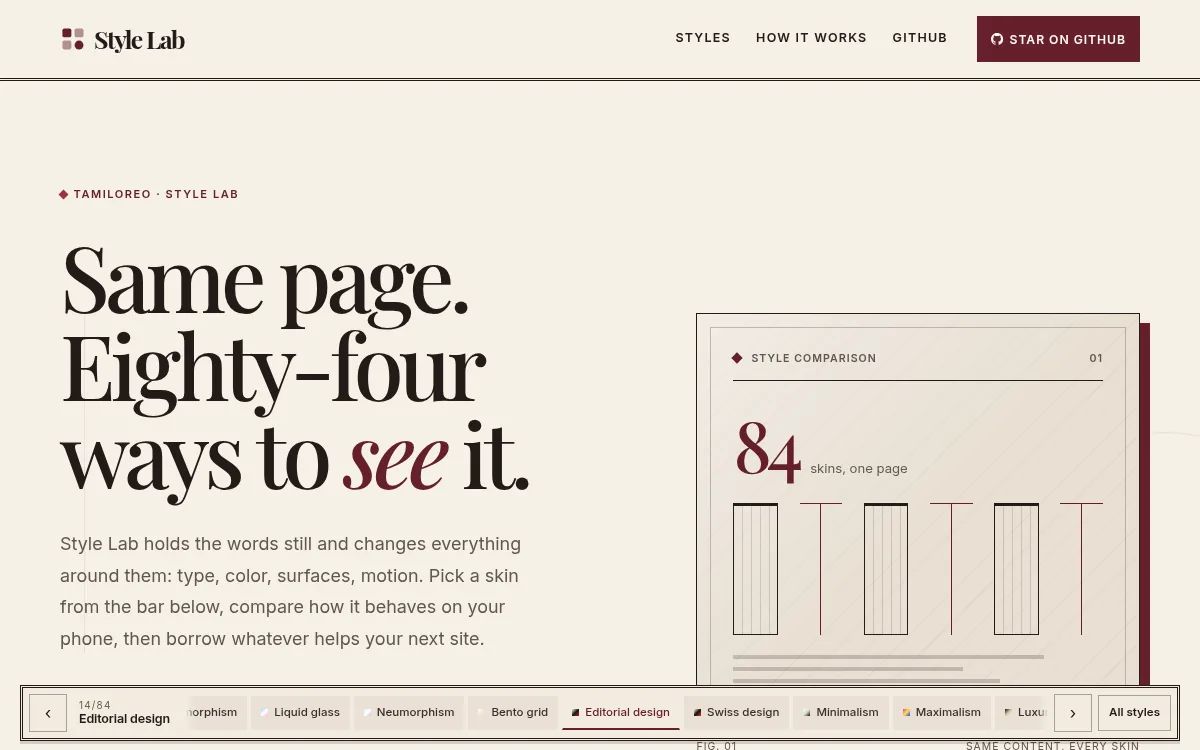 Style Lab
STYLES
HOW IT WORKS
GITHUB
STAR ON GITHUB
TAMILOREO · STYLE LAB
Same page.
Eighty-four
ways to see it.
Style Lab holds the words still and changes everything
around them: type, color, surfaces, motion. Pick a skin
from the bar below, compare how it behaves on your
phone, then borrow whatever helps your next site.
STYLE COMPARISON
01
84 skins, one page
14/84
Editorial design
Liquid glass
Neumorphism
Bento grid
Editorial design
Swiss design
Minimalism
Maximalism
All styles
FIG. 01
SAME CONTENT, EVERY SKIN